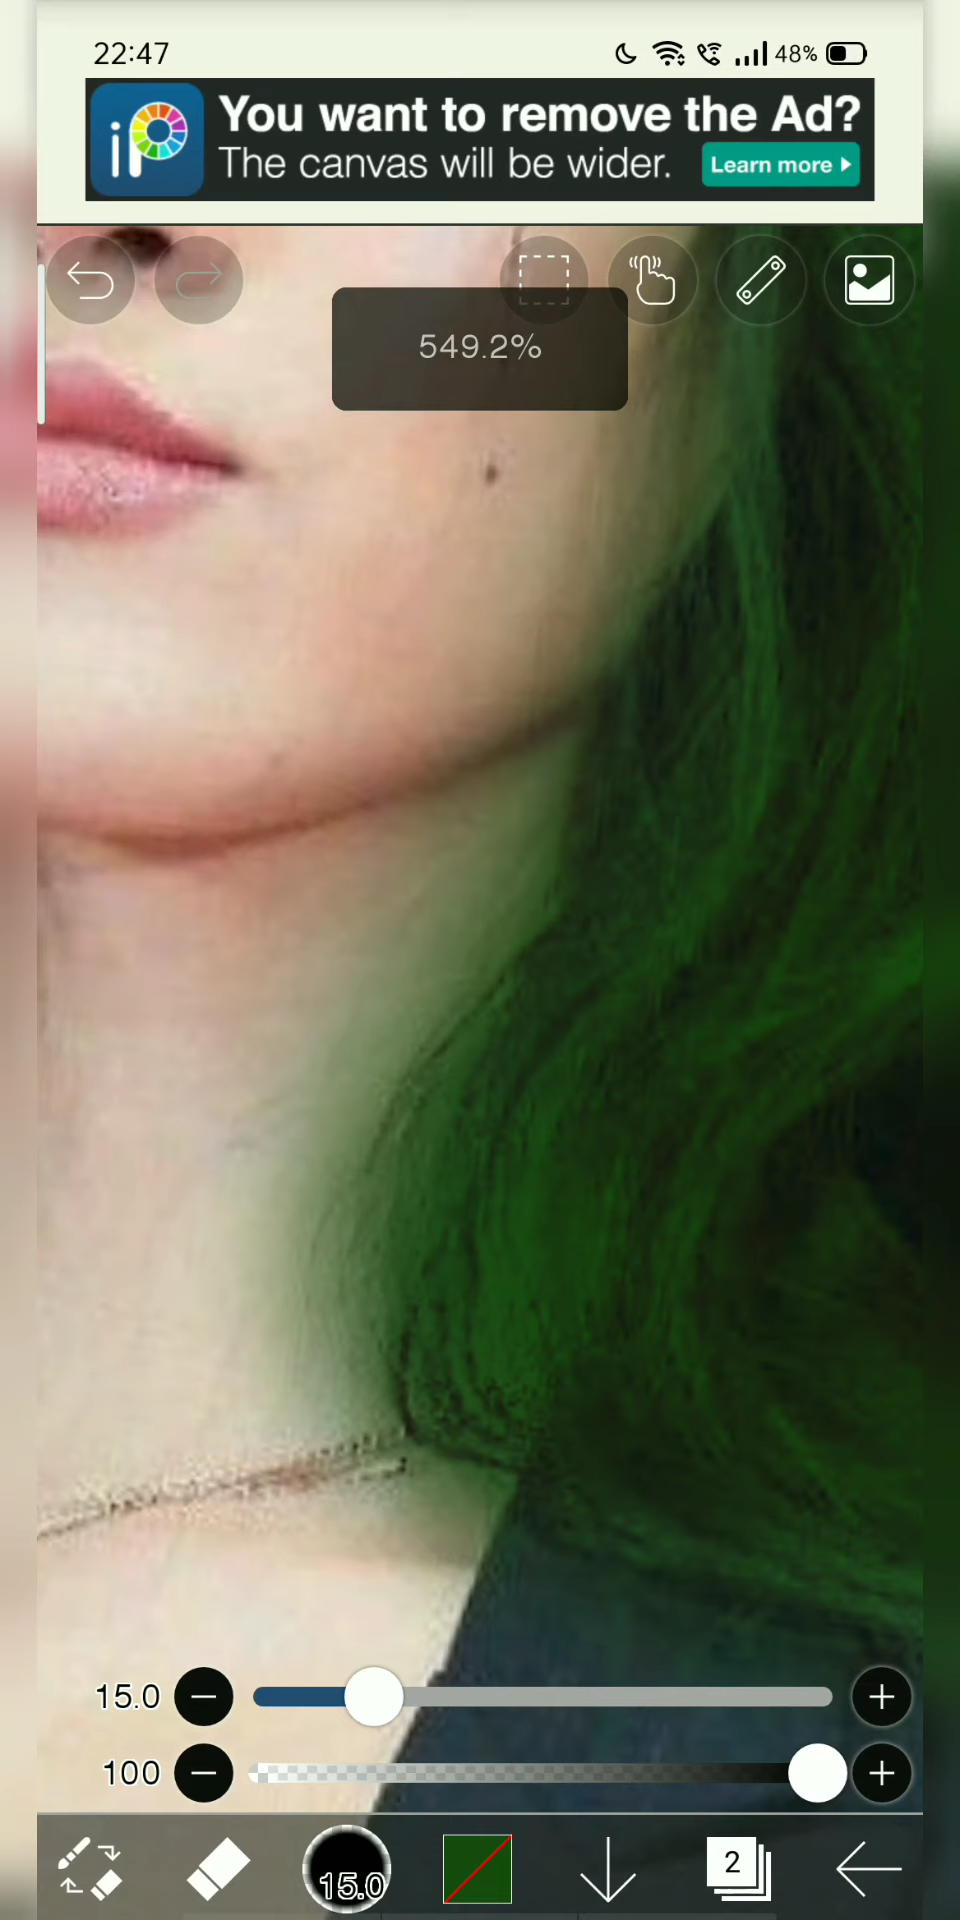 22:47
48%
iP
You want to remove the Ad?
The canvas will be wider.
Learn more
549.2%
15.0
100
15.0
2